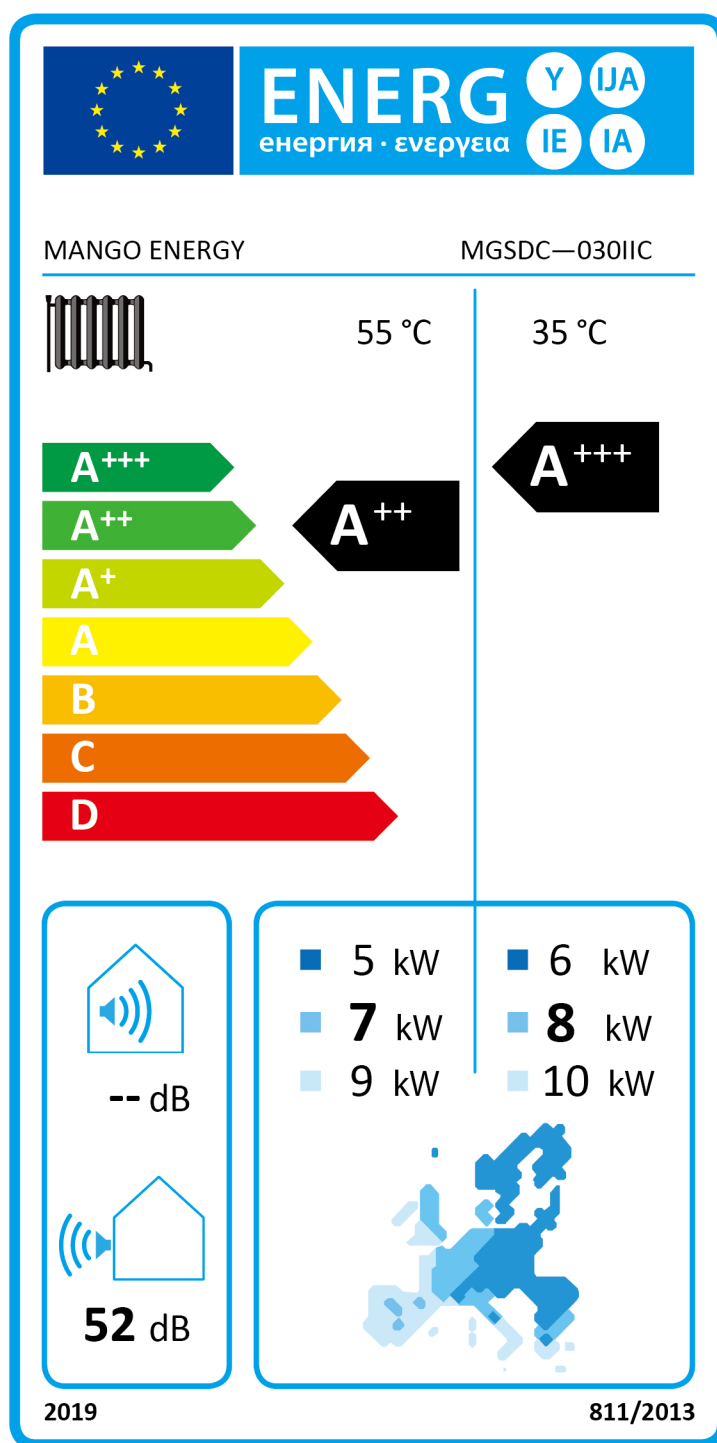 ENERG Y IJA
енергия · ενεργεια IE IA
MANGO ENERGY MGSDC—030IIC
55 °C 35 °C
A+++ A+++
A++ A++
A+
A
B
C
D
5 kW 6 kW
7 kW 8 kW
9 kW 10 kW
-- dB
52 dB
2019 811/2013